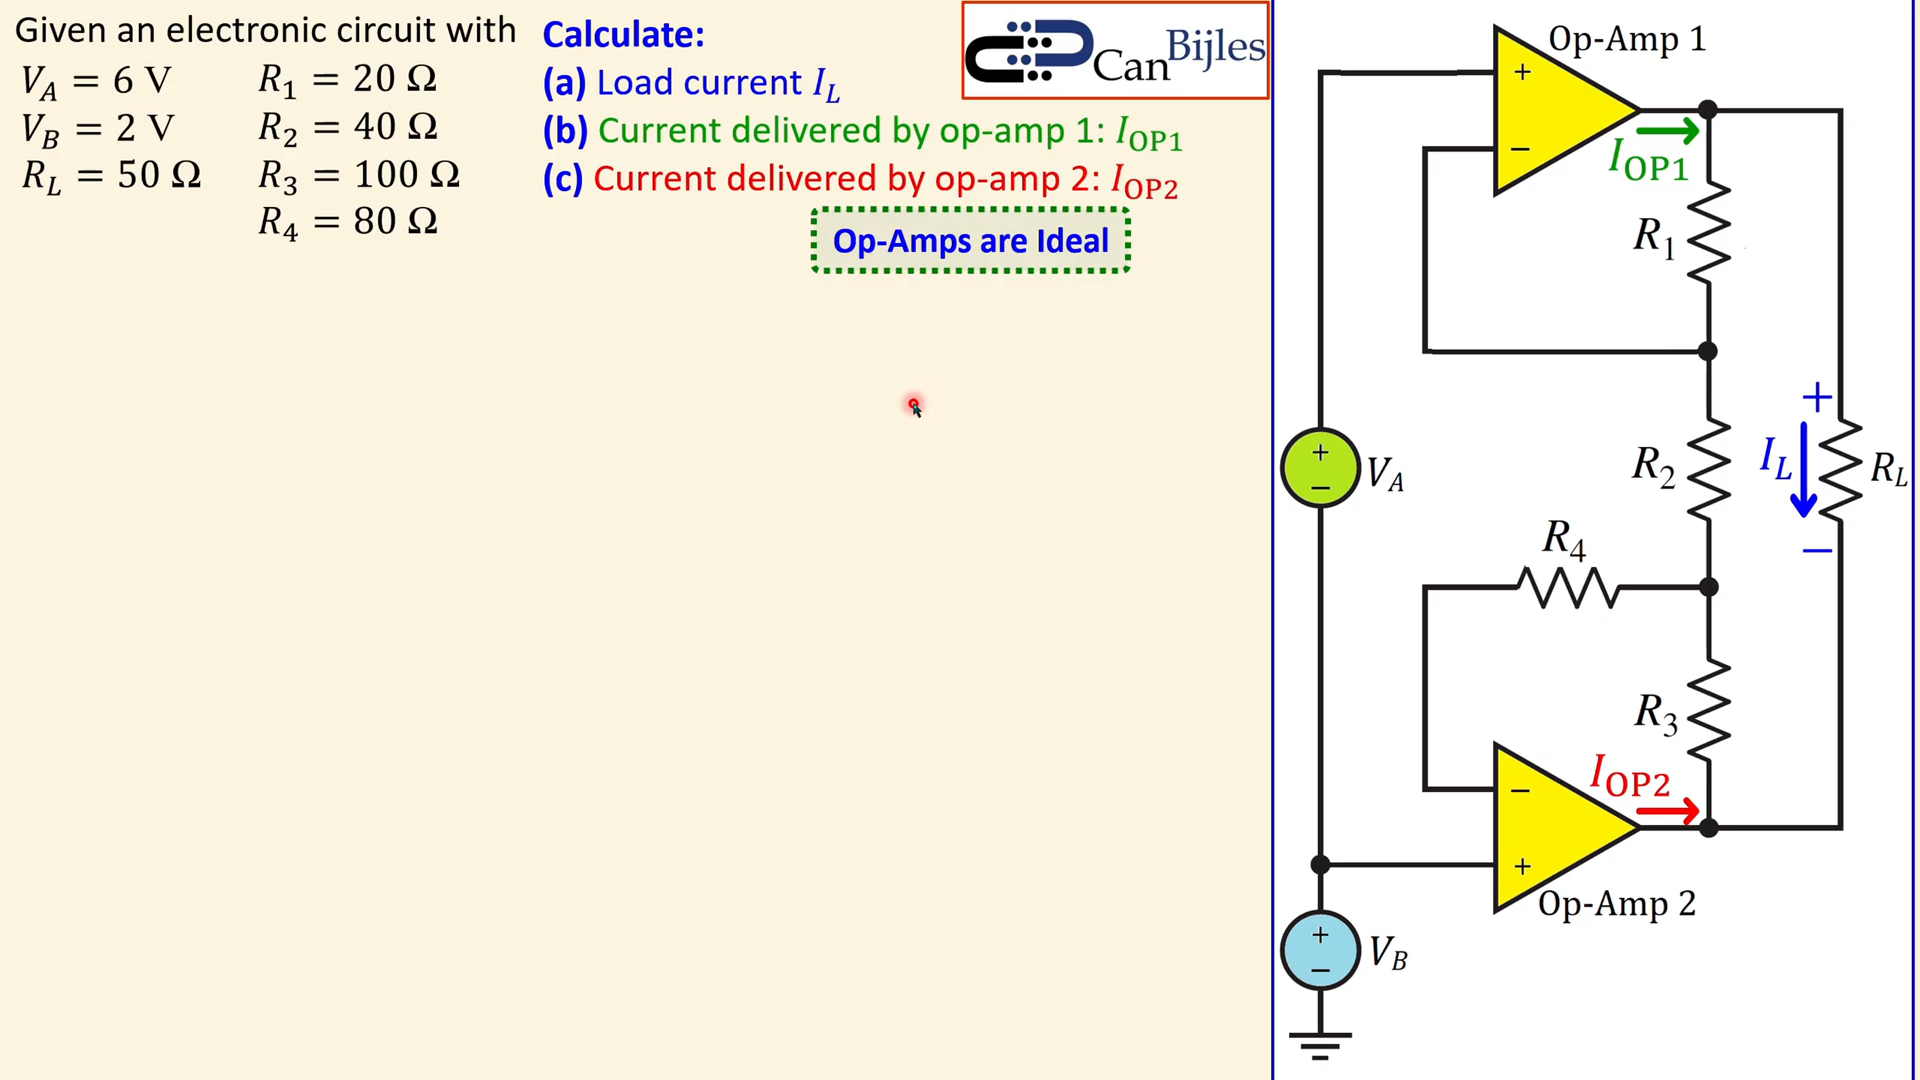 Given an electronic circuit with
V_A = 6 V
R_1 = 20 Ω
V_B = 2 V
R_2 = 40 Ω
R_L = 50 Ω
R_3 = 100 Ω
R_4 = 80 Ω
Calculate:
(a) Load current I_L
(b) Current delivered by op-amp 1: I_OP1
(c) Current delivered by op-amp 2: I_OP2
Op-Amps are Ideal
Can Bijles
Op-Amp 1
+
−
I_OP1
R_1
+
I_L
R_L
−
R_2
+
−
V_A
R_4
R_3
I_OP2
−
+
Op-Amp 2
+
−
V_B